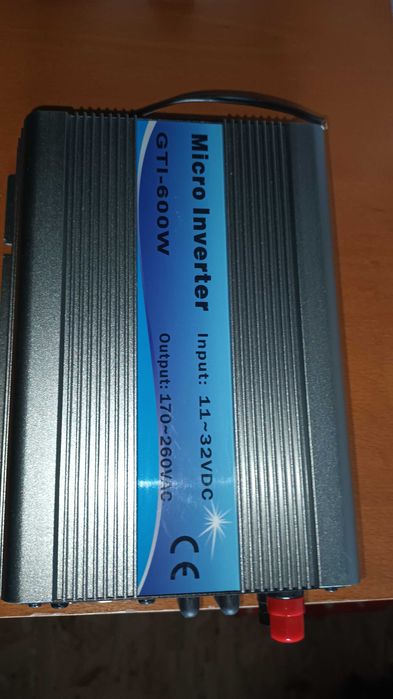 Micro Inverter
GTI-600W
Input: 11~32VDC
Output: 170~260VAC
CE